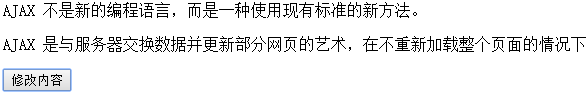 AJAX 不是新的编程语言，而是一种使用现有标准的新方法。
AJAX 是与服务器交换数据并更新部分网页的艺术，在不重新加载整个页面的情况下
修改内容